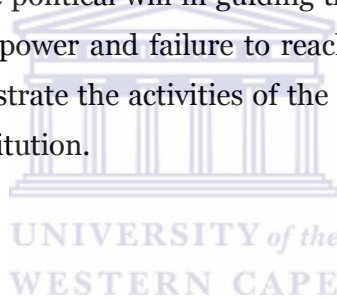 political will in guiding th
power and failure to reach
strate the activities of the
itution.
UNIVERSITY of the
WESTERN CAPE